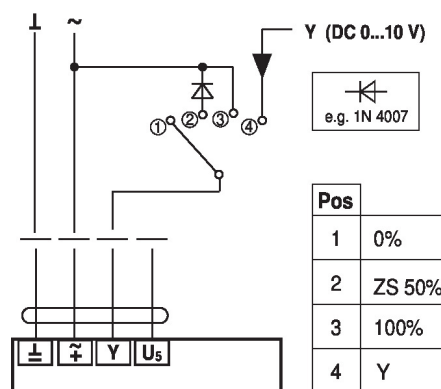 ⊥ ~
Y (DC 0...10 V)
① ② ③ ④
e.g. 1N 4007
Pos
1 0%
2 ZS 50%
3 100%
4 Y
⊥ ~+ Y U5